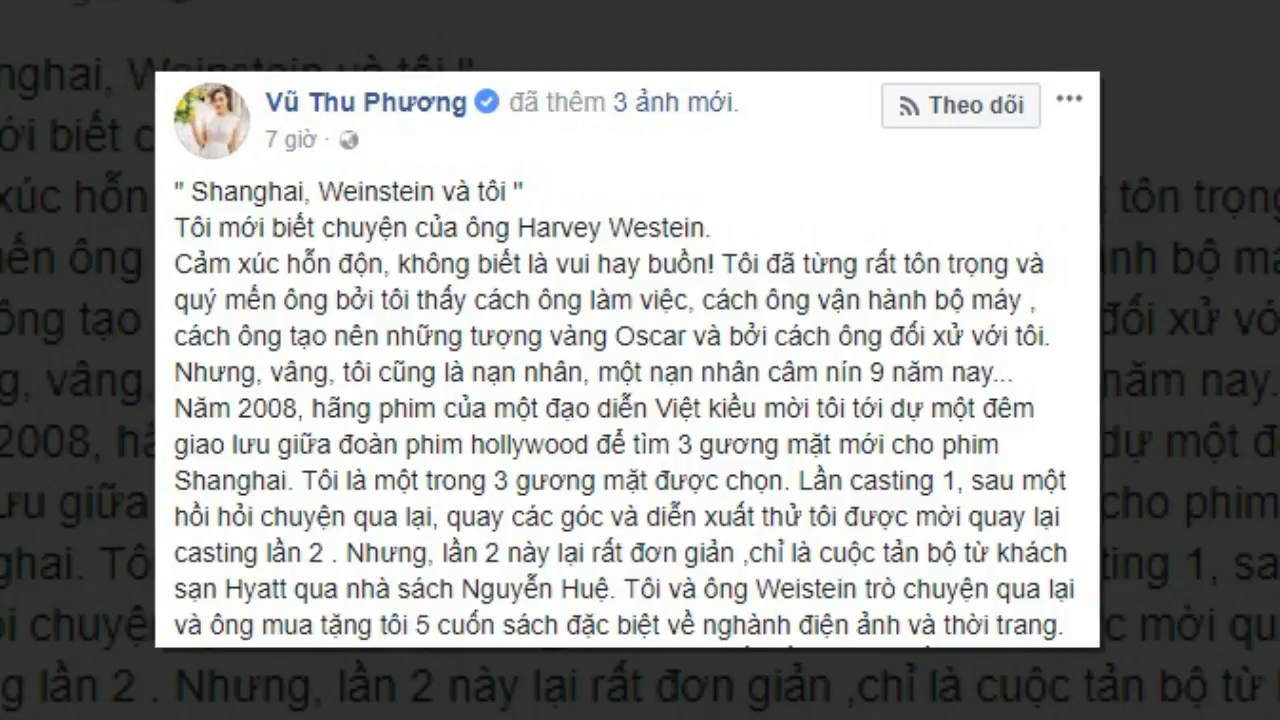 Vũ Thu Phương đã thêm 3 ảnh mới.
Theo dõi
7 giờ ·
" Shanghai, Weinstein và tôi "
Tôi mới biết chuyện của ông Harvey Westein.
Cảm xúc hỗn độn, không biết là vui hay buồn! Tôi đã từng rất tôn trọng và
quý mến ông bởi tôi thấy cách ông làm việc, cách ông vận hành bộ máy ,
cách ông tạo nên những tượng vàng Oscar và bởi cách ông đối xử với tôi.
Nhưng, vâng, tôi cũng là nạn nhân, một nạn nhân câm nín 9 năm nay...
Năm 2008, hãng phim của một đạo diễn Việt kiều mời tôi tới dự một đêm
giao lưu giữa đoàn phim hollywood để tìm 3 gương mặt mới cho phim
Shanghai. Tôi là một trong 3 gương mặt được chọn. Lần casting 1, sau một
hồi hỏi chuyện qua lại, quay các góc và diễn xuất thử tôi được mời quay lại
casting lần 2 . Nhưng, lần 2 này lại rất đơn giản ,chỉ là cuộc tản bộ từ khách
sạn Hyatt qua nhà sách Nguyễn Huệ. Tôi và ông Weistein trò chuyện qua lại
và ông mua tặng tôi 5 cuốn sách đặc biệt về nghành điện ảnh và thời trang.